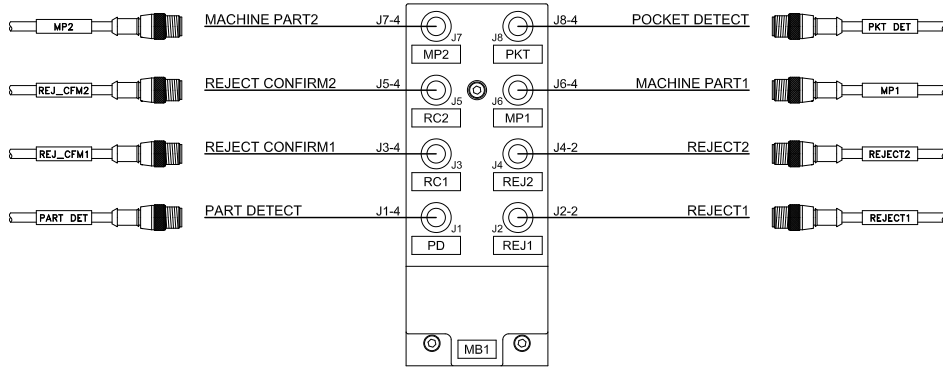 MP2
MACHINE PART2 J7-4
J7
MP2
J8-4 POCKET DETECT
J8
PKT
PKT DET
REJ_CFM2
REJECT CONFIRM2 J5-4
J5
RC2
J6-4 MACHINE PART1
J6
MP1
MP1
REJ_CFM1
REJECT CONFIRM1 J3-4
J3
RC1
J4-2 REJECT2
J4
REJ2
REJECT2
PART DET
PART DETECT J1-4
J1
PD
J2-2 REJECT1
J2
REJ1
REJECT1
MB1